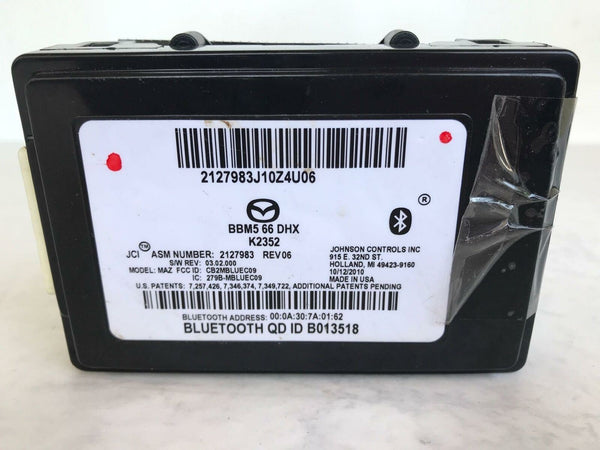 2127983J10Z4U06
®
BBM5 66 DHX
K2352
JCI™ ASM NUMBER: 2127983 REV06
S/W REV: 03.02.000
MODEL: MAZ FCC ID: CB2MBLUEC09
IC: 279B-MBLUEC09
JOHNSON CONTROLS INC
915 E. 32ND ST.
HOLLAND, MI 49423-9160
10/12/2010
MADE IN USA
U.S. PATENTS: 7,257,426, 7,346,374, 7,349,722, ADDITIONAL PATENTS PENDING
BLUETOOTH ADDRESS: 00:0A:30:7A:01:62
BLUETOOTH QD ID B013518